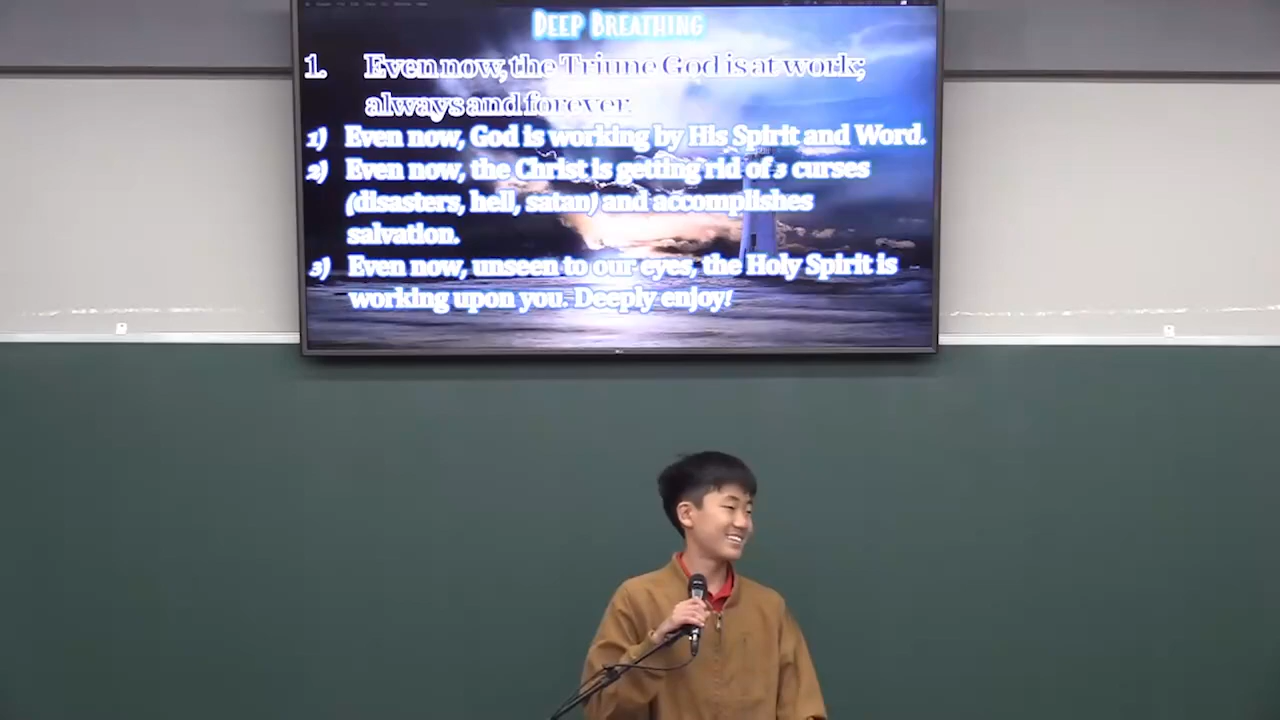 Deep Breathing
1. Even now, the Triune God is at work;
always and forever.
1) Even now, God is working by His Spirit and Word.
2) Even now, the Christ is getting rid of 3 curses
(disasters, hell, satan) and accomplishes
salvation.
3) Even now, unseen to our eyes, the Holy Spirit is
working upon you. Deeply enjoy!